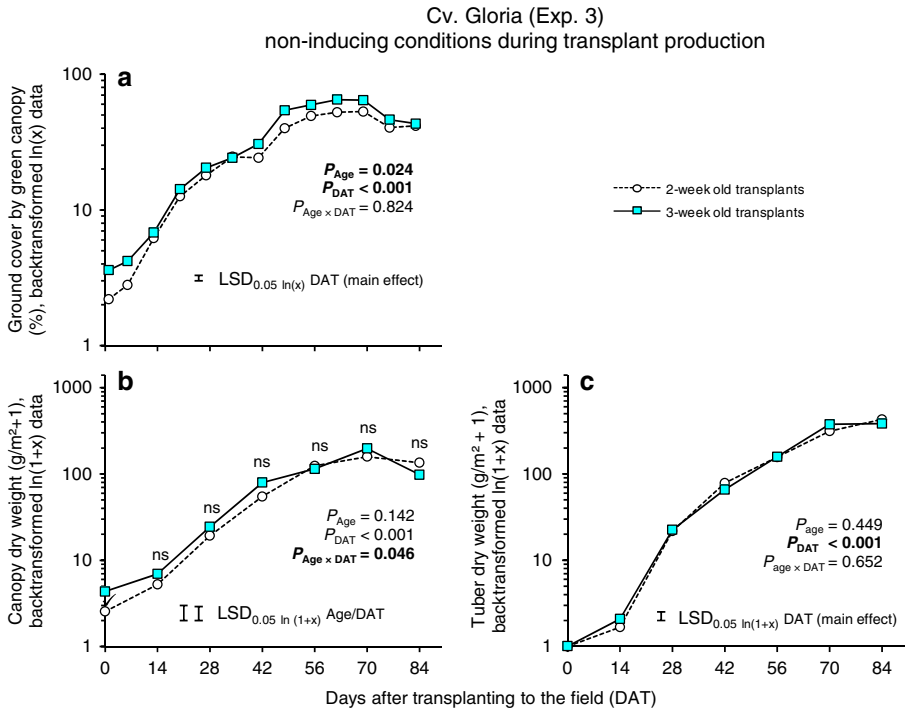 Cv. Gloria (Exp. 3)
non-inducing conditions during transplant production
a
Ground cover by green canopy
(%), backtransformed ln(x) data
100
10
1
P_Age = 0.024
P_DAT < 0.001
P_Age × DAT = 0.824
LSD_0.05 ln(x) DAT (main effect)
2-week old transplants
3-week old transplants
b
Canopy dry weight (g/m²+1),
backtransformed ln(1+x) data
1000
100
10
1
ns
ns
ns
ns
ns
ns
P_Age = 0.142
P_DAT < 0.001
P_Age × DAT = 0.046
LSD_0.05 ln (1+x) Age/DAT
0 14 28 42 56 70 84
c
Tuber dry weight (g/m² + 1),
backtransformed ln(1+x) data
1000
100
10
1
P_age = 0.449
P_DAT < 0.001
P_age × DAT = 0.652
LSD_0.05 ln(1+x) DAT (main effect)
0 14 28 42 56 70 84
Days after transplanting to the field (DAT)